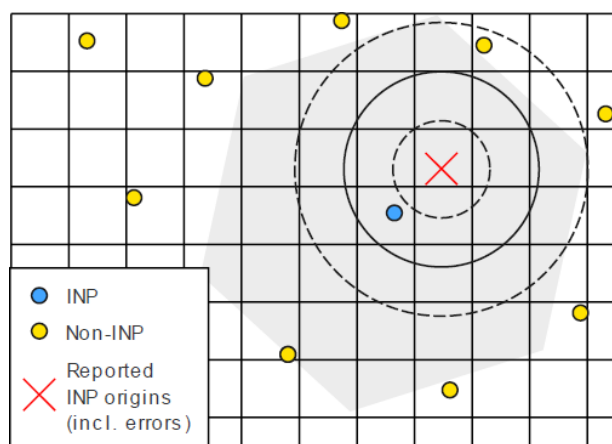 INP
Non-INP
Reported
INP origins
(incl. errors)